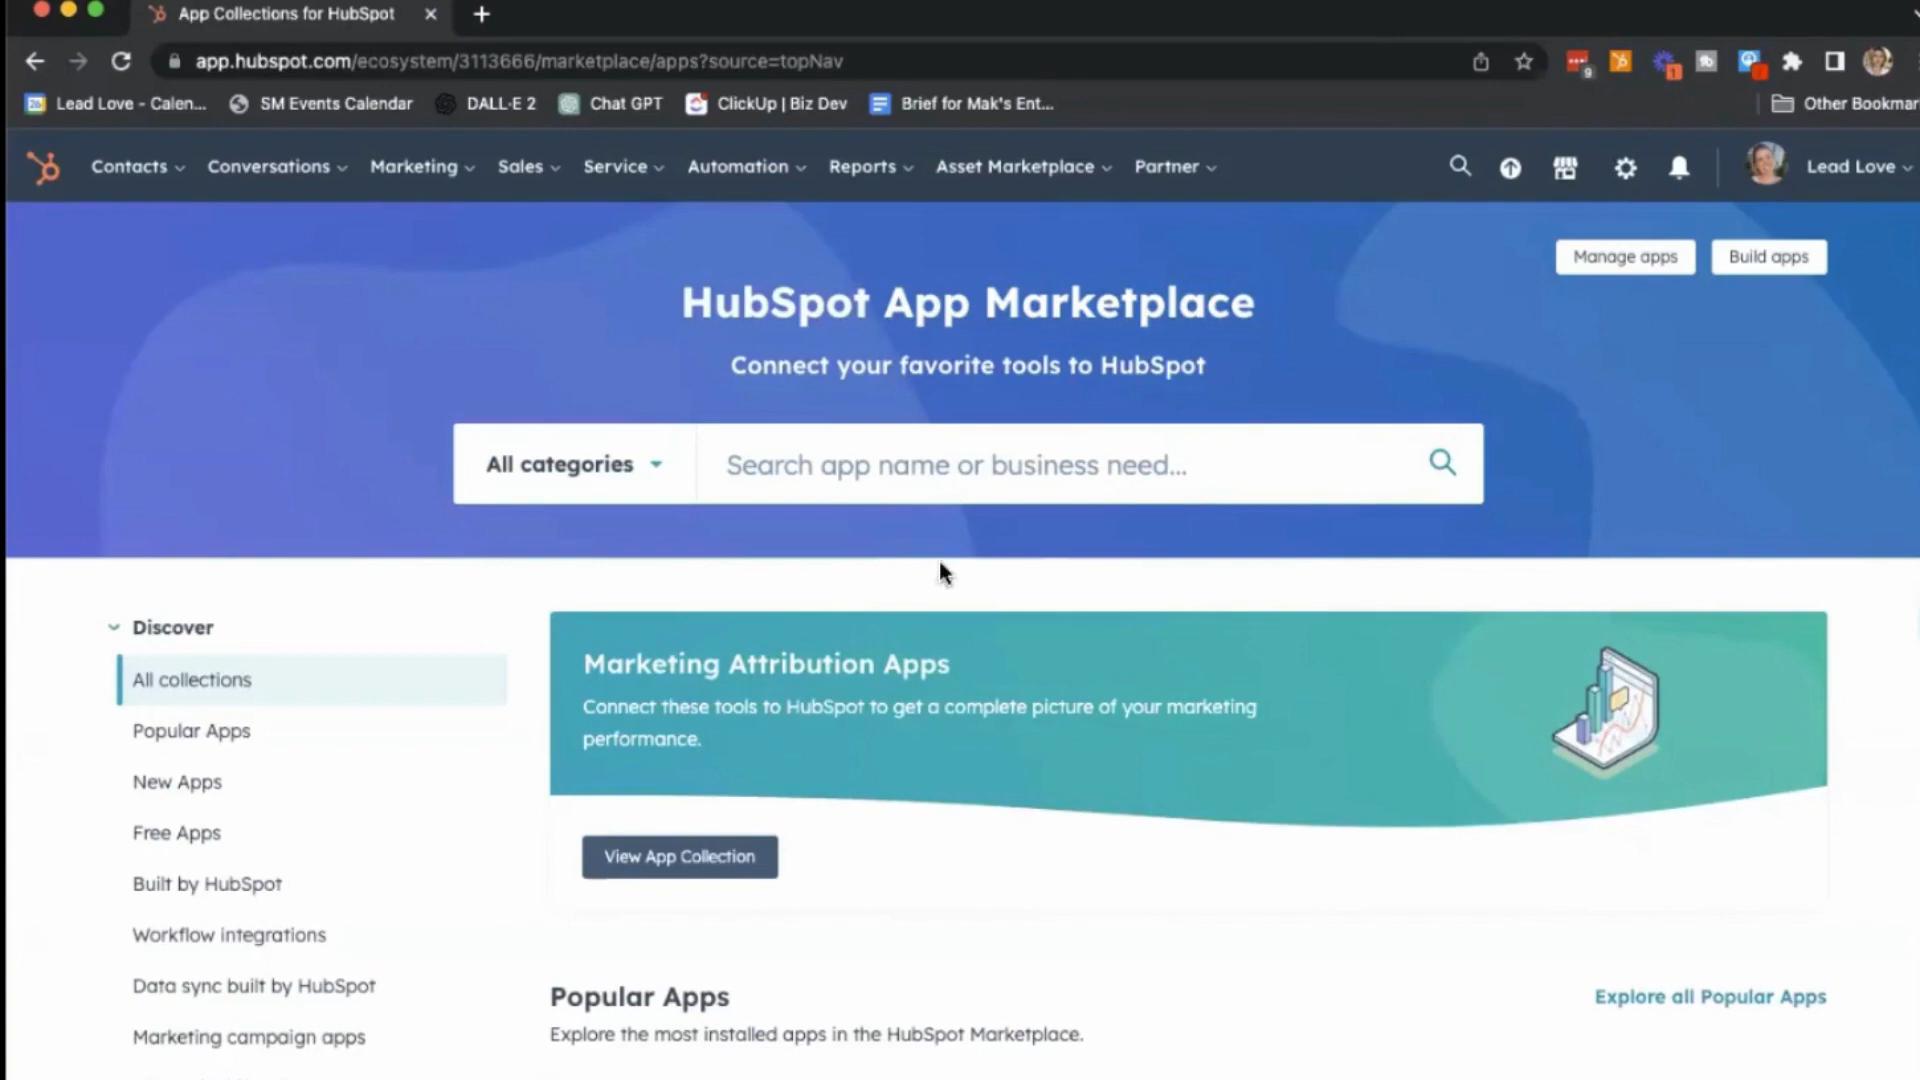 App Collections for HubSpot
app.hubspot.com/ecosystem/3113666/marketplace/apps?source=topNav
9
1
Lead Love - Calen...
SM Events Calendar
DALL·E 2
Chat GPT
ClickUp | Biz Dev
Brief for Mak's Ent...
Contacts
Conversations
Marketing
Sales
Service
Automation
Reports
Asset Marketplace
Partner
Lead Love
Manage apps
Build apps
HubSpot App Marketplace
Connect your favorite tools to HubSpot
All categories
Search app name or business need...
Discover
All collections
Popular Apps
New Apps
Free Apps
Built by HubSpot
Workflow integrations
Data sync built by HubSpot
Marketing campaign apps
Marketing Attribution Apps
Connect these tools to HubSpot to get a complete picture of your marketing
performance.
View App Collection
Popular Apps
Explore all Popular Apps
Explore the most installed apps in the HubSpot Marketplace.